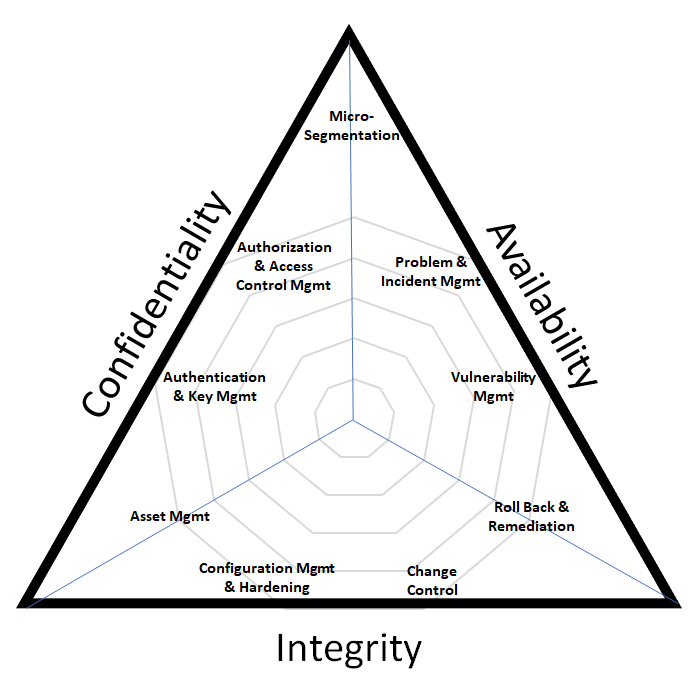 Micro-
Segmentation
Confidentiality
Availability
Authorization
& Access
Control Mgmt
Problem &
Incident Mgmt
Authentication
& Key Mgmt
Vulnerability
Mgmt
Asset Mgmt
Roll Back &
Remediation
Configuration Mgmt
& Hardening
Change
Control
Integrity